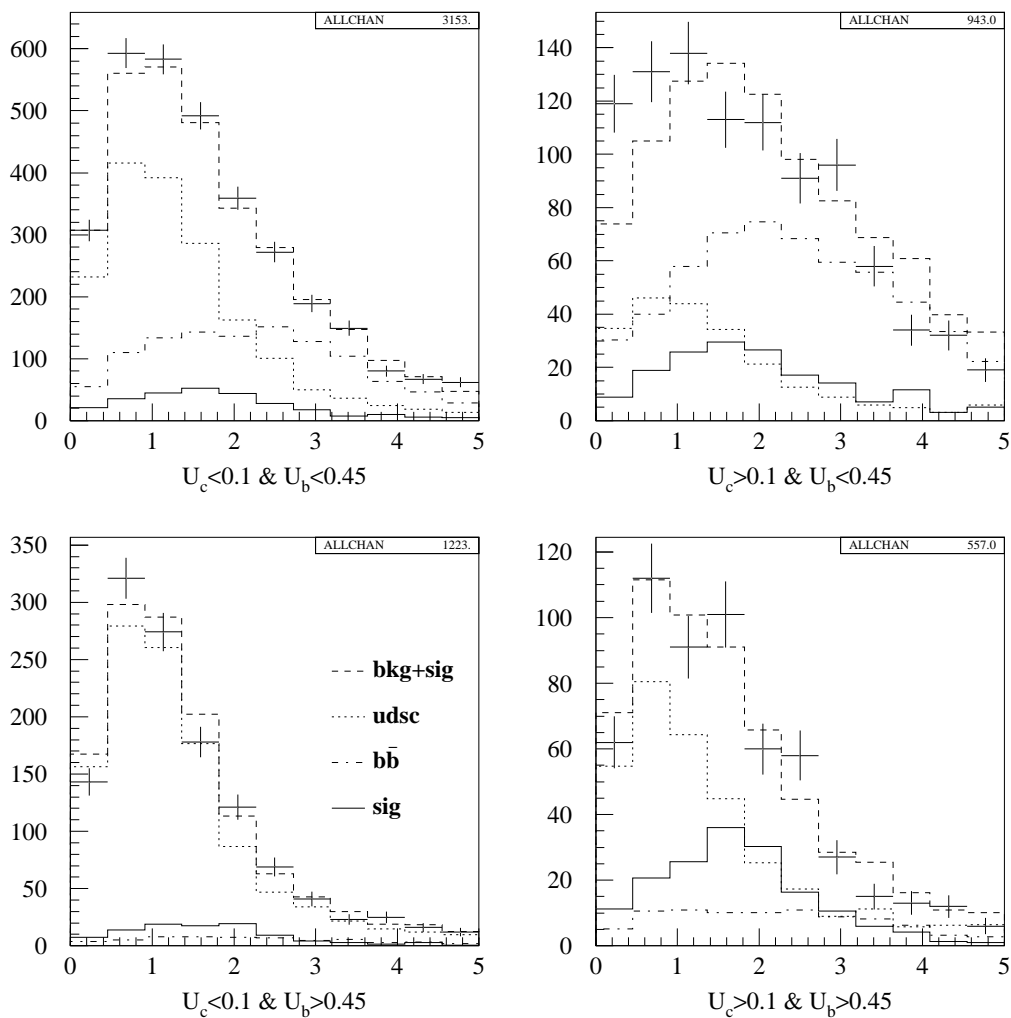 ALLCHAN 3153.
600
500
400
300
200
100
0
0 1 2 3 4 5
U_c<0.1 & U_b<0.45
ALLCHAN 943.0
140
120
100
80
60
40
20
0
0 1 2 3 4 5
U_c>0.1 & U_b<0.45
ALLCHAN 1223.
350
300
250
200
150
100
50
0
bkg+sig
udsc
bb̄
sig
0 1 2 3 4 5
U_c<0.1 & U_b>0.45
ALLCHAN 557.0
120
100
80
60
40
20
0
0 1 2 3 4 5
U_c>0.1 & U_b>0.45